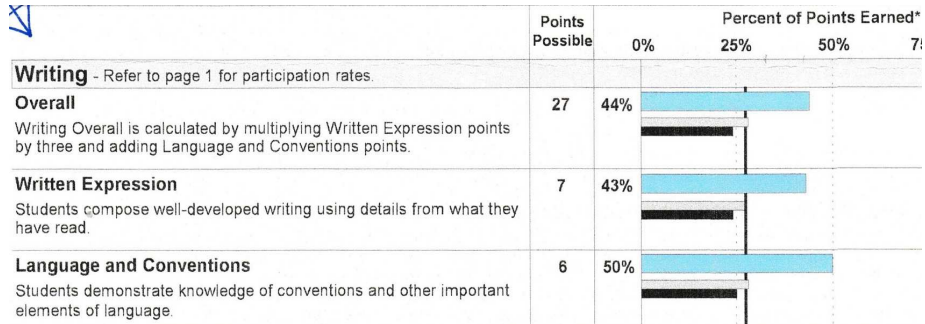 Points Possible
Percent of Points Earned*
0% 25% 50% 7
Writing - Refer to page 1 for participation rates.
Overall 27 44%
Writing Overall is calculated by multiplying Written Expression points
by three and adding Language and Conventions points.
Written Expression 7 43%
Students compose well-developed writing using details from what they
have read.
Language and Conventions 6 50%
Students demonstrate knowledge of conventions and other important
elements of language.